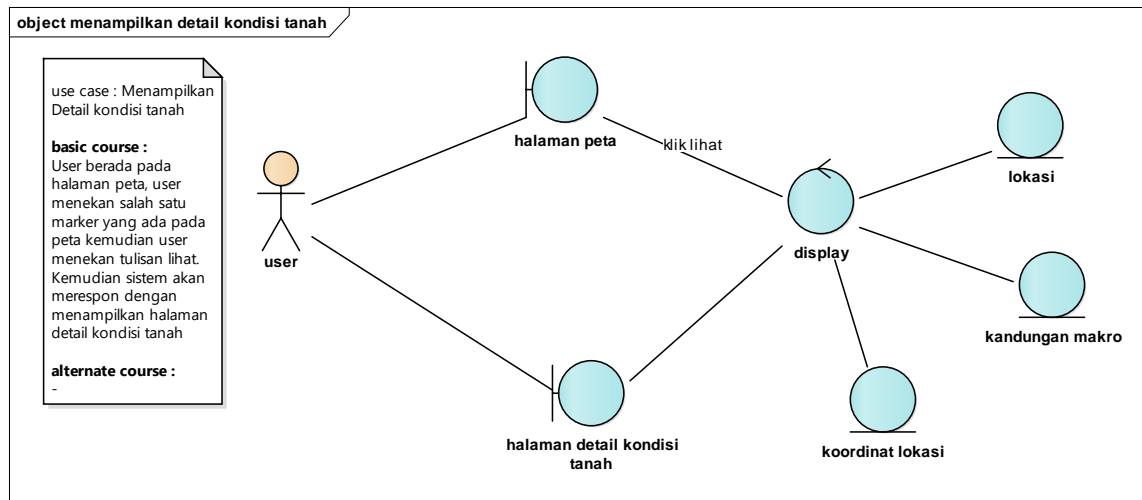 object menampilkan detail kondisi tanah
use case : Menampilkan
Detail kondisi tanah
basic course :
User berada pada
halaman peta, user
menekan salah satu
marker yang ada pada
peta kemudian user
menekan tulisan lihat.
Kemudian sistem akan
merespon dengan
menampilkan halaman
detail kondisi tanah
alternate course :
-
user
halaman peta
klik lihat
display
lokasi
kandungan makro
koordinat lokasi
halaman detail kondisi
tanah